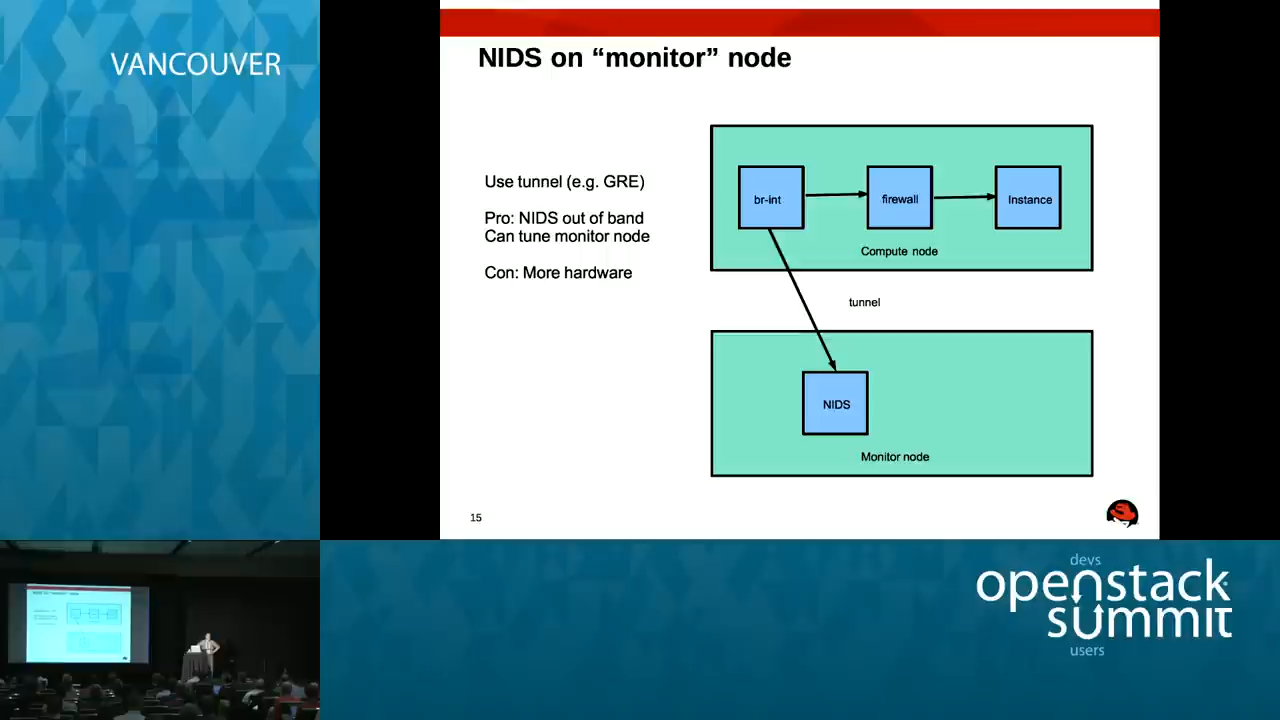 VANCOUVER
NIDS on “monitor” node
Use tunnel (e.g. GRE)
Pro: NIDS out of band
Can tune monitor node
Con: More hardware
br-int
firewall
Instance
Compute node
tunnel
NIDS
Monitor node
15
devs
openstack
summit
users